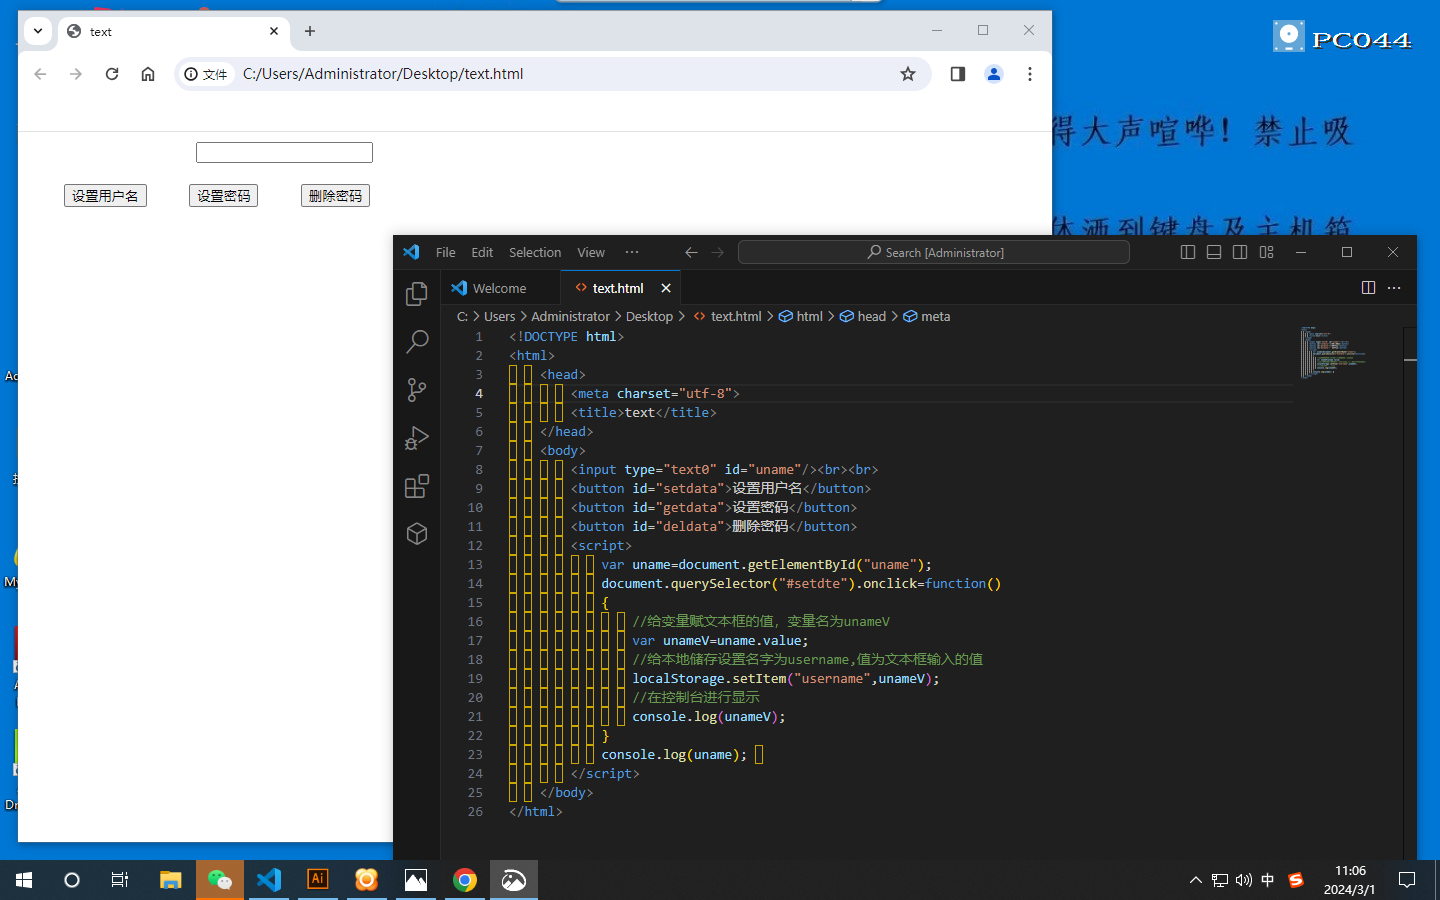 text
文件
C:/Users/Administrator/Desktop/text.html
PC044
得大声喧哗！禁止吸
体洒到键盘及主机箱
设置用户名 设置密码 删除密码
File Edit Selection View ···
Search [Administrator]
Welcome text.html
C: > Users > Administrator > Desktop > text.html > html > head > meta
1 <!DOCTYPE html>
2 <html>
3 <head>
4 <meta charset="utf-8">
5 <title>text</title>
6 </head>
7 <body>
8 <input type="text0" id="uname"/><br><br>
9 <button id="setdata">设置用户名</button>
10 <button id="getdata">设置密码</button>
11 <button id="deldata">删除密码</button>
12 <script>
13 var uname=document.getElementById("uname");
14 document.querySelector("#setdte").onclick=function()
15 {
16 //给变量赋文本框的值，变量名为unameV
17 var unameV=uname.value;
18 //给本地储存设置名字为username,值为文本框输入的值
19 localStorage.setItem("username",unameV);
20 //在控制台进行显示
21 console.log(unameV);
22 }
23 console.log(uname);
24 </script>
25 </body>
26 </html>
Ai
中
11:06
2024/3/1